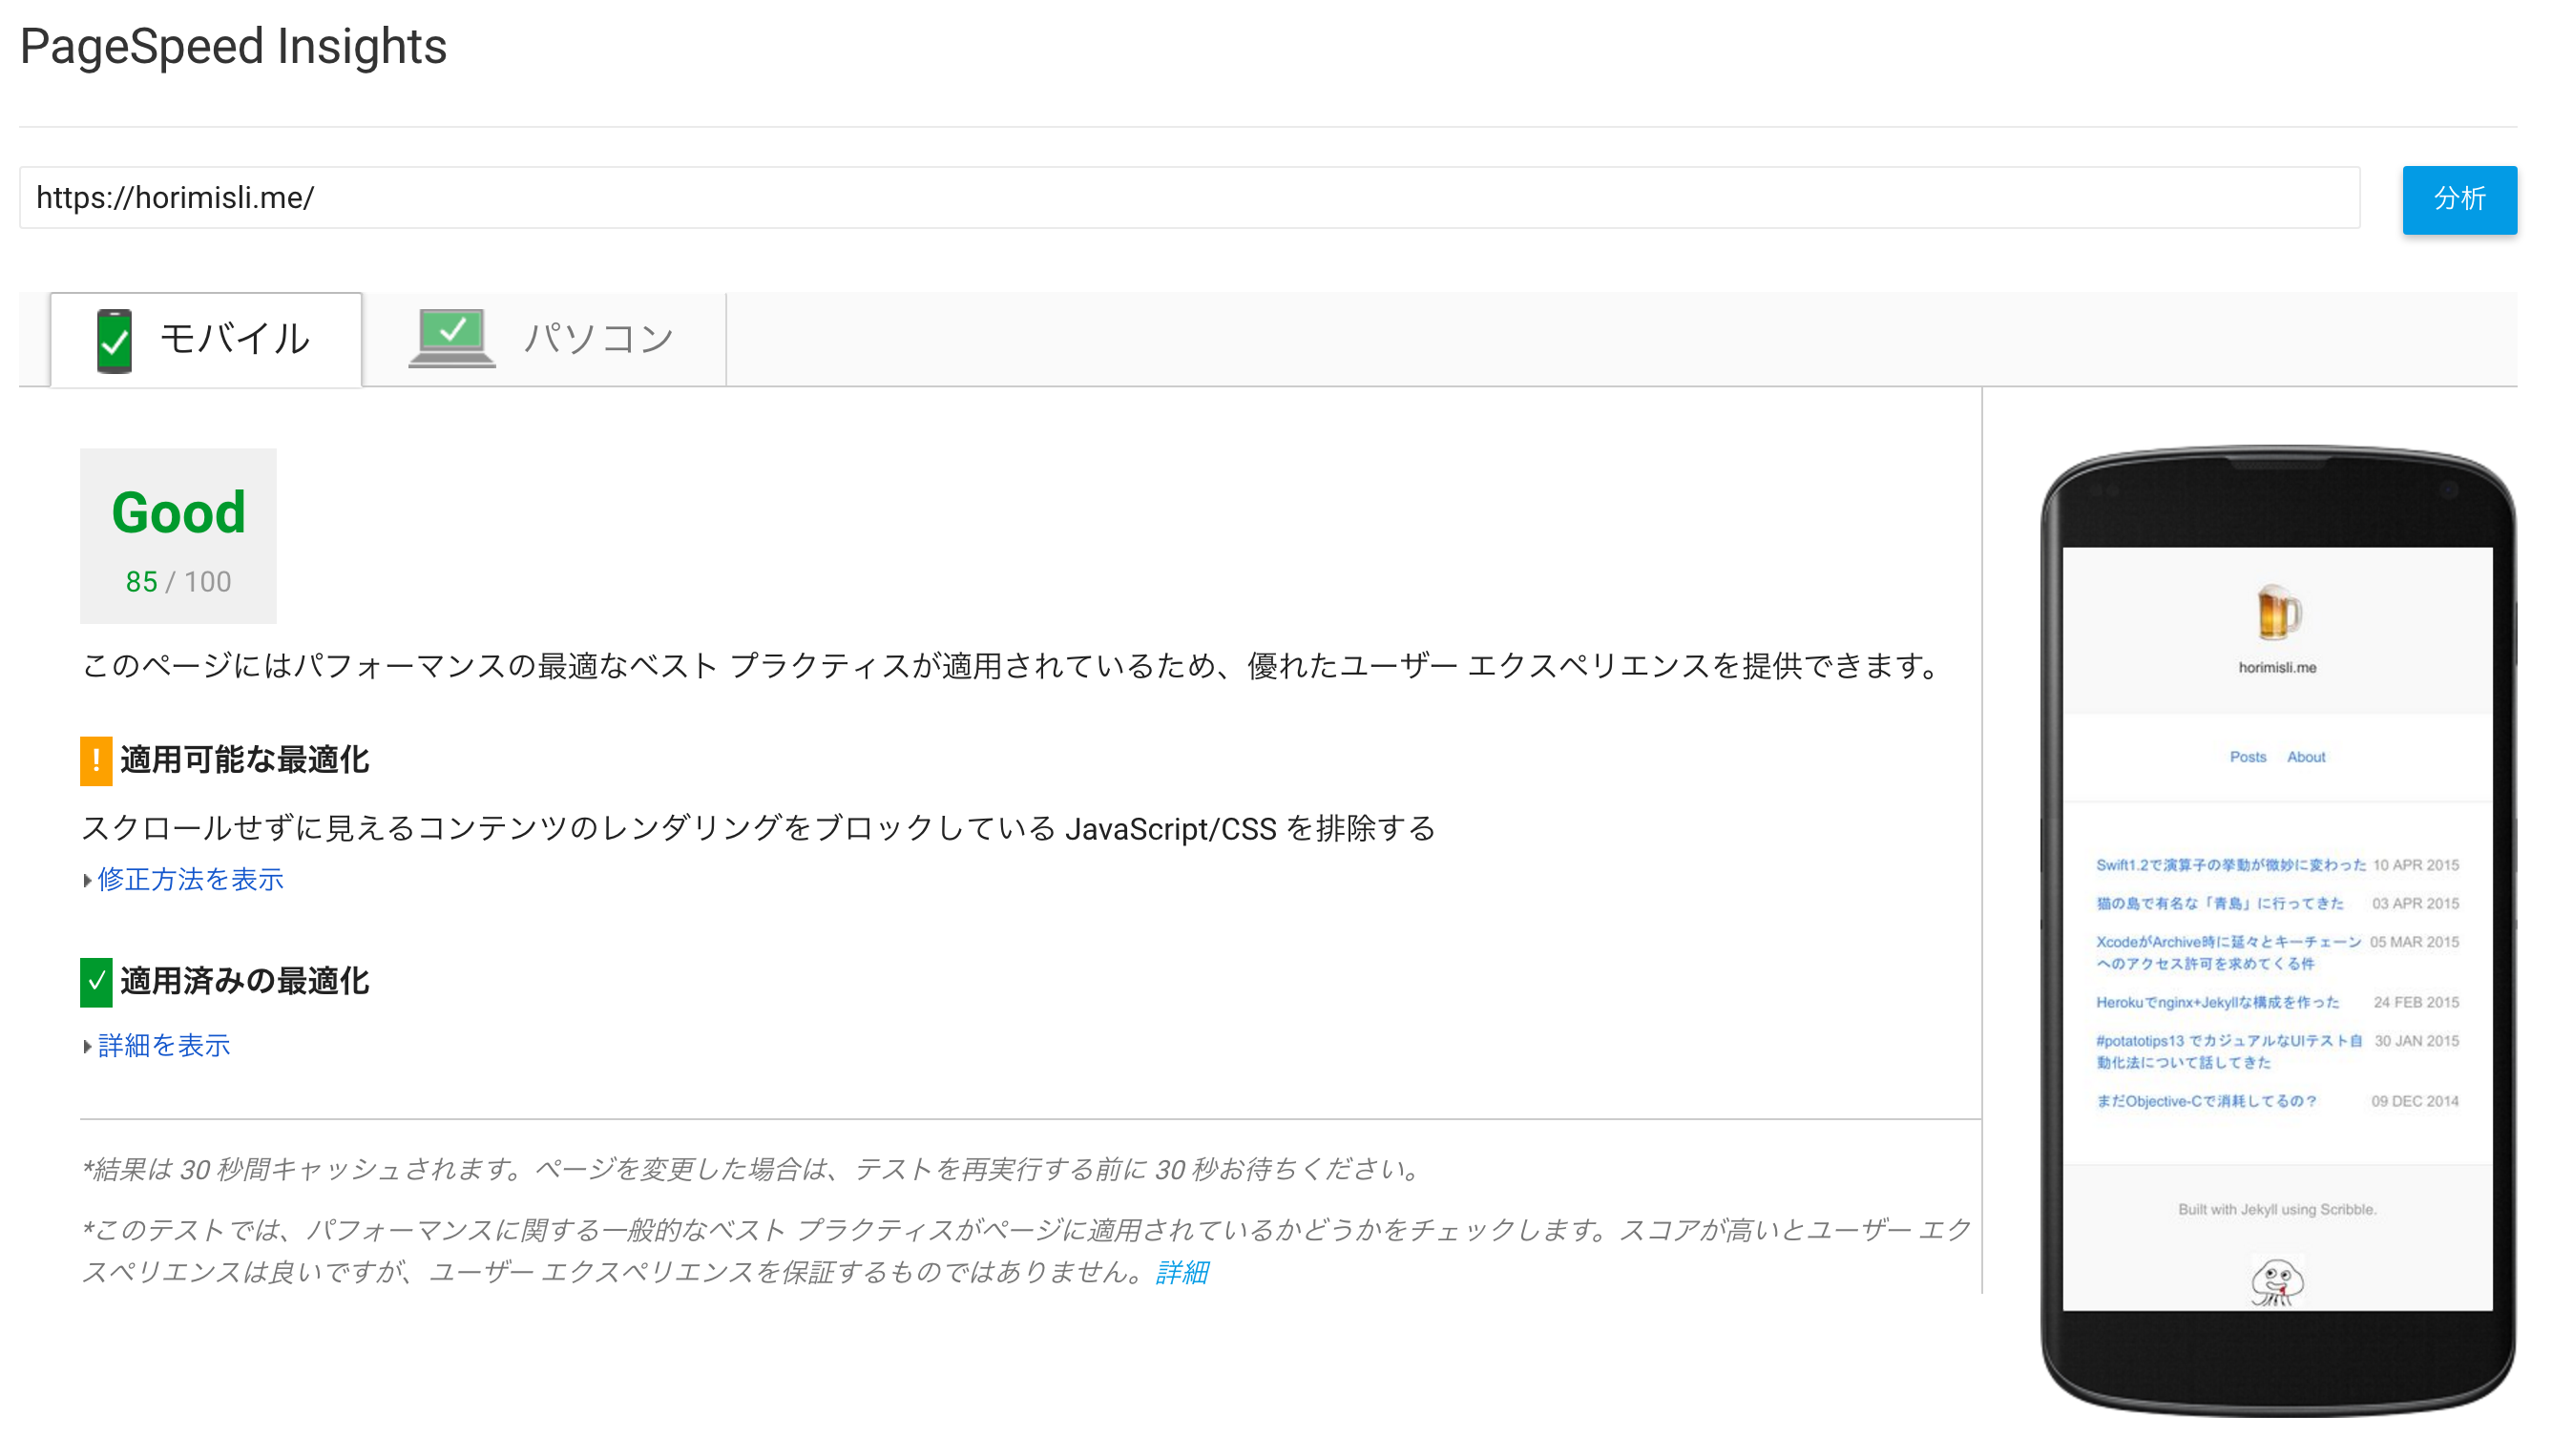 PageSpeed Insights
https://horimisli.me/
分析
モバイル
パソコン
Good
85 / 100
このページにはパフォーマンスの最適なベスト プラクティスが適用されているため、優れたユーザー エクスペリエンスを提供できます。
! 適用可能な最適化
スクロールせずに見えるコンテンツのレンダリングをブロックしている JavaScript/CSS を排除する
修正方法を表示
適用済みの最適化
詳細を表示
*結果は 30 秒間キャッシュされます。ページを変更した場合は、テストを再実行する前に 30 秒お待ちください。
*このテストでは、パフォーマンスに関する一般的なベスト プラクティスがページに適用されているかどうかをチェックします。スコアが高いとユーザー エク
スペリエンスは良いですが、ユーザー エクスペリエンスを保証するものではありません。詳細
horimisli.me
Posts About
Swift1.2で演算子の挙動が微妙に変わった 10 APR 2015
猫の島で有名な「青島」に行ってきた 03 APR 2015
XcodeがArchive時に延々とキーチェーン 05 MAR 2015
へのアクセス許可を求めてくる件
Herokuでnginx+Jekyllな構成を作った 24 FEB 2015
#potatotips13 でカジュアルなUIテスト自 30 JAN 2015
動化法について話してきた
まだObjective-Cで消耗してるの？ 09 DEC 2014
Built with Jekyll using Scribble.